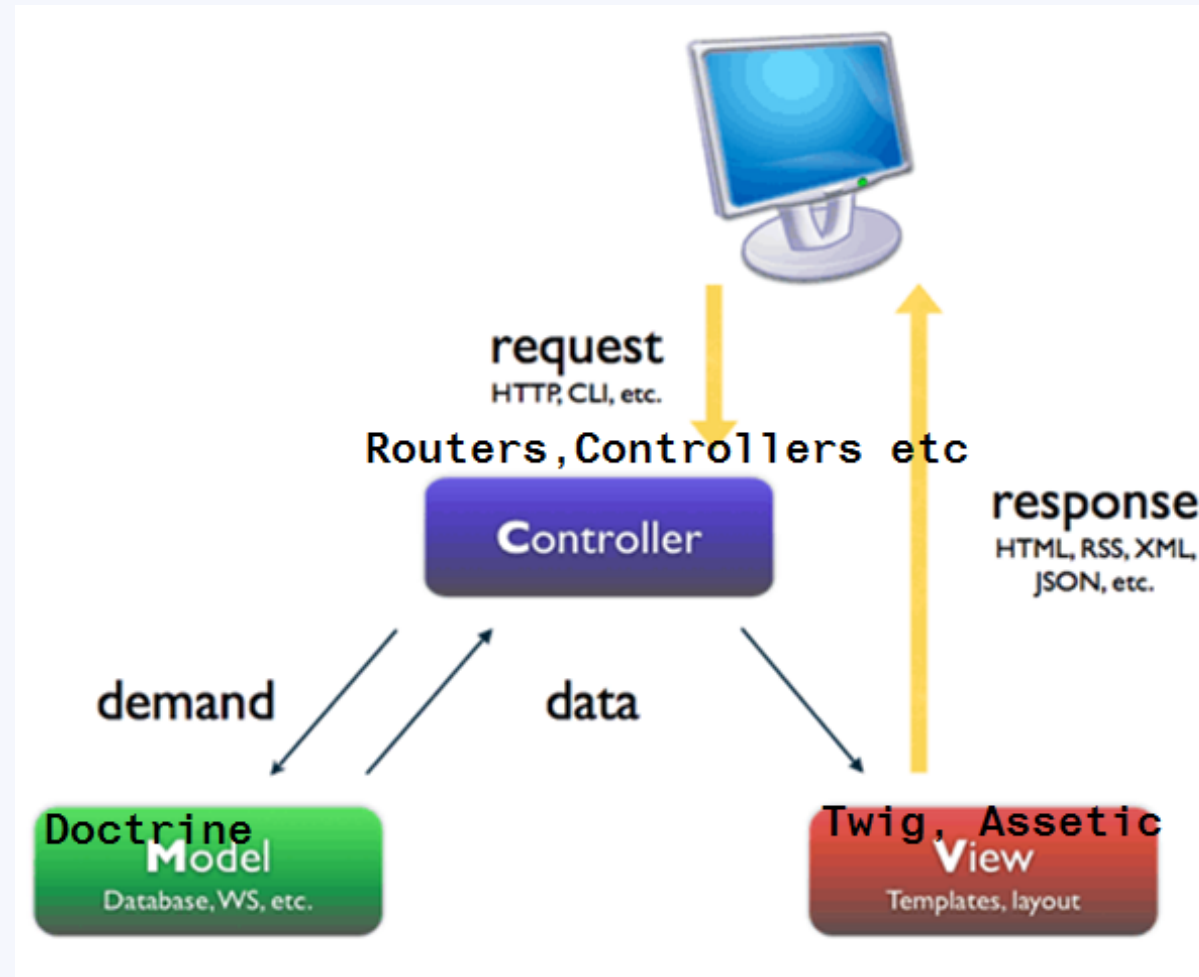 request
HTTP, CLI, etc.
Routers,Controllers etc
Controller
response
HTML, RSS, XML,
JSON, etc.
demand
data
Doctrine
Model
Database, WS, etc.
Twig, Assetic
View
Templates, layout